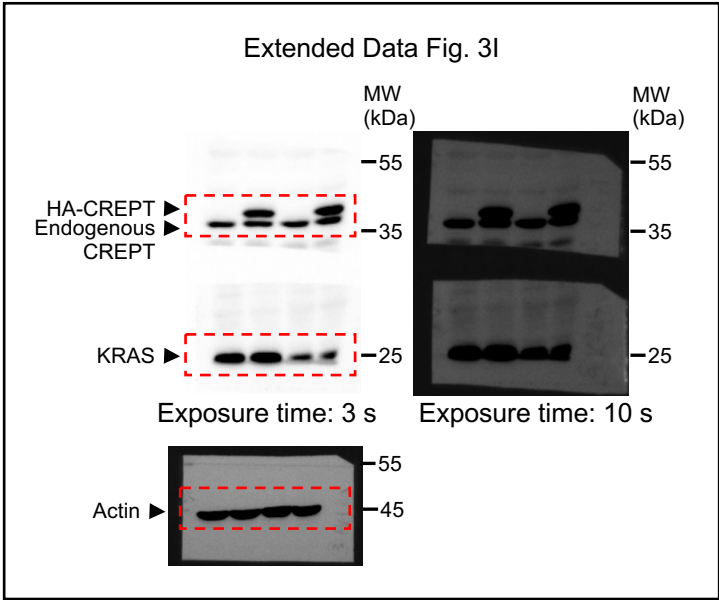 Extended Data Fig. 3I
MW
(kDa)
MW
(kDa)
55
55
HA-CREPT
Endogenous
CREPT
35
35
KRAS
25
25
Exposure time: 3 s
Exposure time: 10 s
55
Actin
45